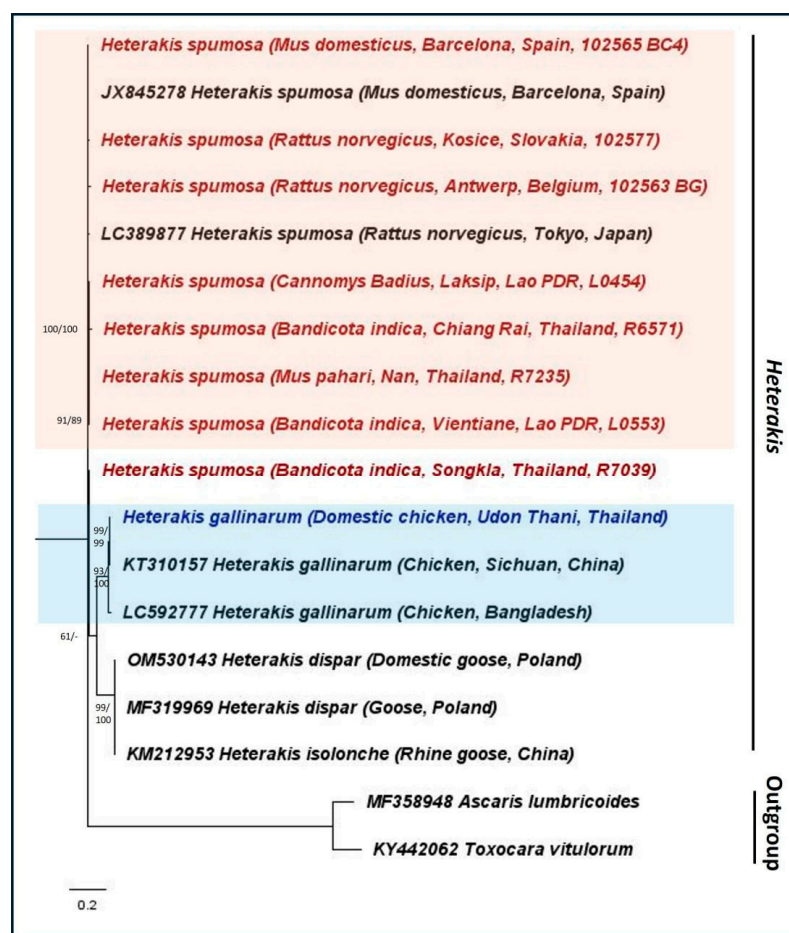 Heterakis spumosa (Mus domesticus, Barcelona, Spain, 102565 BC4)
JX845278 Heterakis spumosa (Mus domesticus, Barcelona, Spain)
Heterakis spumosa (Rattus norvegicus, Kosice, Slovakia, 102577)
Heterakis spumosa (Rattus norvegicus, Antwerp, Belgium, 102563 BG)
LC389877 Heterakis spumosa (Rattus norvegicus, Tokyo, Japan)
Heterakis spumosa (Cannomys Badius, Laksip, Lao PDR, L0454)
100/100
Heterakis spumosa (Bandicota indica, Chiang Rai, Thailand, R6571)
Heterakis spumosa (Mus pahari, Nan, Thailand, R7235)
91/89
Heterakis spumosa (Bandicota indica, Vientiane, Lao PDR, L0553)
Heterakis spumosa (Bandicota indica, Songkla, Thailand, R7039)
Heterakis gallinarum (Domestic chicken, Udon Thani, Thailand)
99/
99
KT310157 Heterakis gallinarum (Chicken, Sichuan, China)
93/
100
LC592777 Heterakis gallinarum (Chicken, Bangladesh)
61/-
OM530143 Heterakis dispar (Domestic goose, Poland)
MF319969 Heterakis dispar (Goose, Poland)
99/
100
KM212953 Heterakis isolonche (Rhine goose, China)
MF358948 Ascaris lumbricoides
KY442062 Toxocara vitulorum
Heterakis
Outgroup
0.2